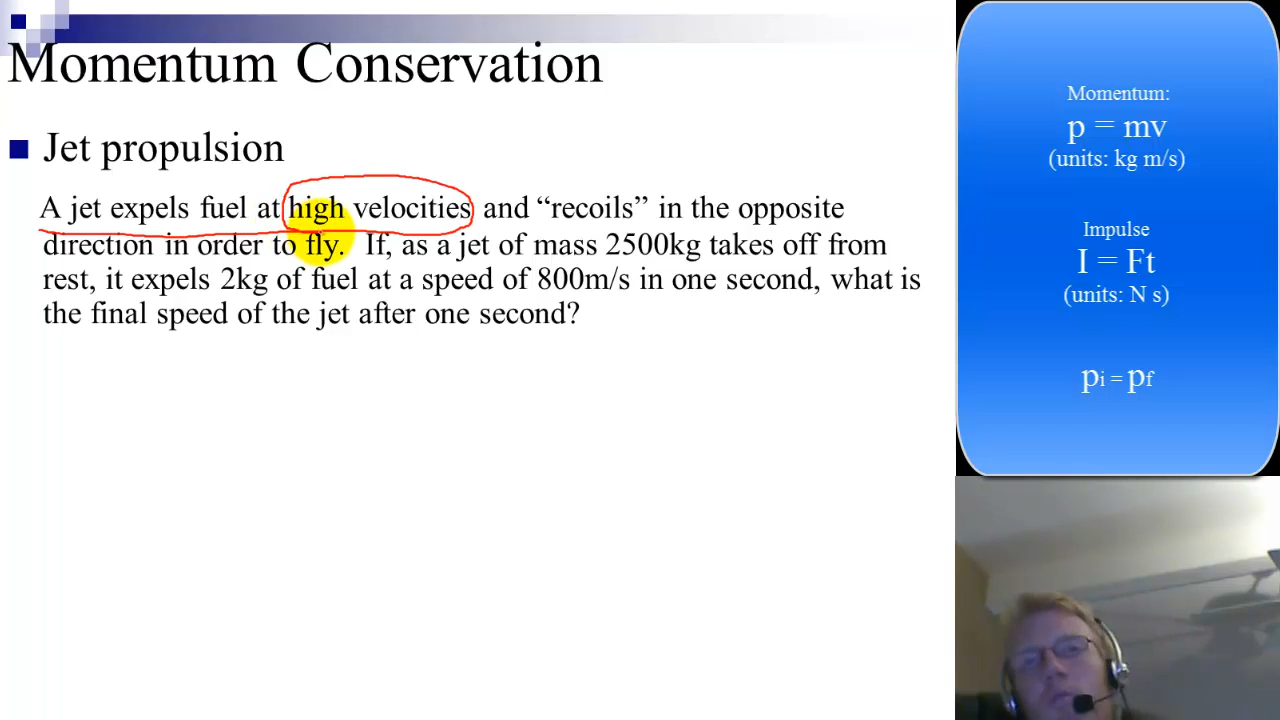 Momentum Conservation
Jet propulsion
A jet expels fuel at high velocities and “recoils” in the opposite
direction in order to fly. If, as a jet of mass 2500kg takes off from
rest, it expels 2kg of fuel at a speed of 800m/s in one second, what is
the final speed of the jet after one second?
Momentum:
p = mv
(units: kg m/s)
Impulse
I = Ft
(units: N s)
pi = pf